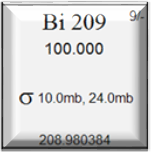 Bi 209 9/-
100.000
σ 10.0mb, 24.0mb
208.980384